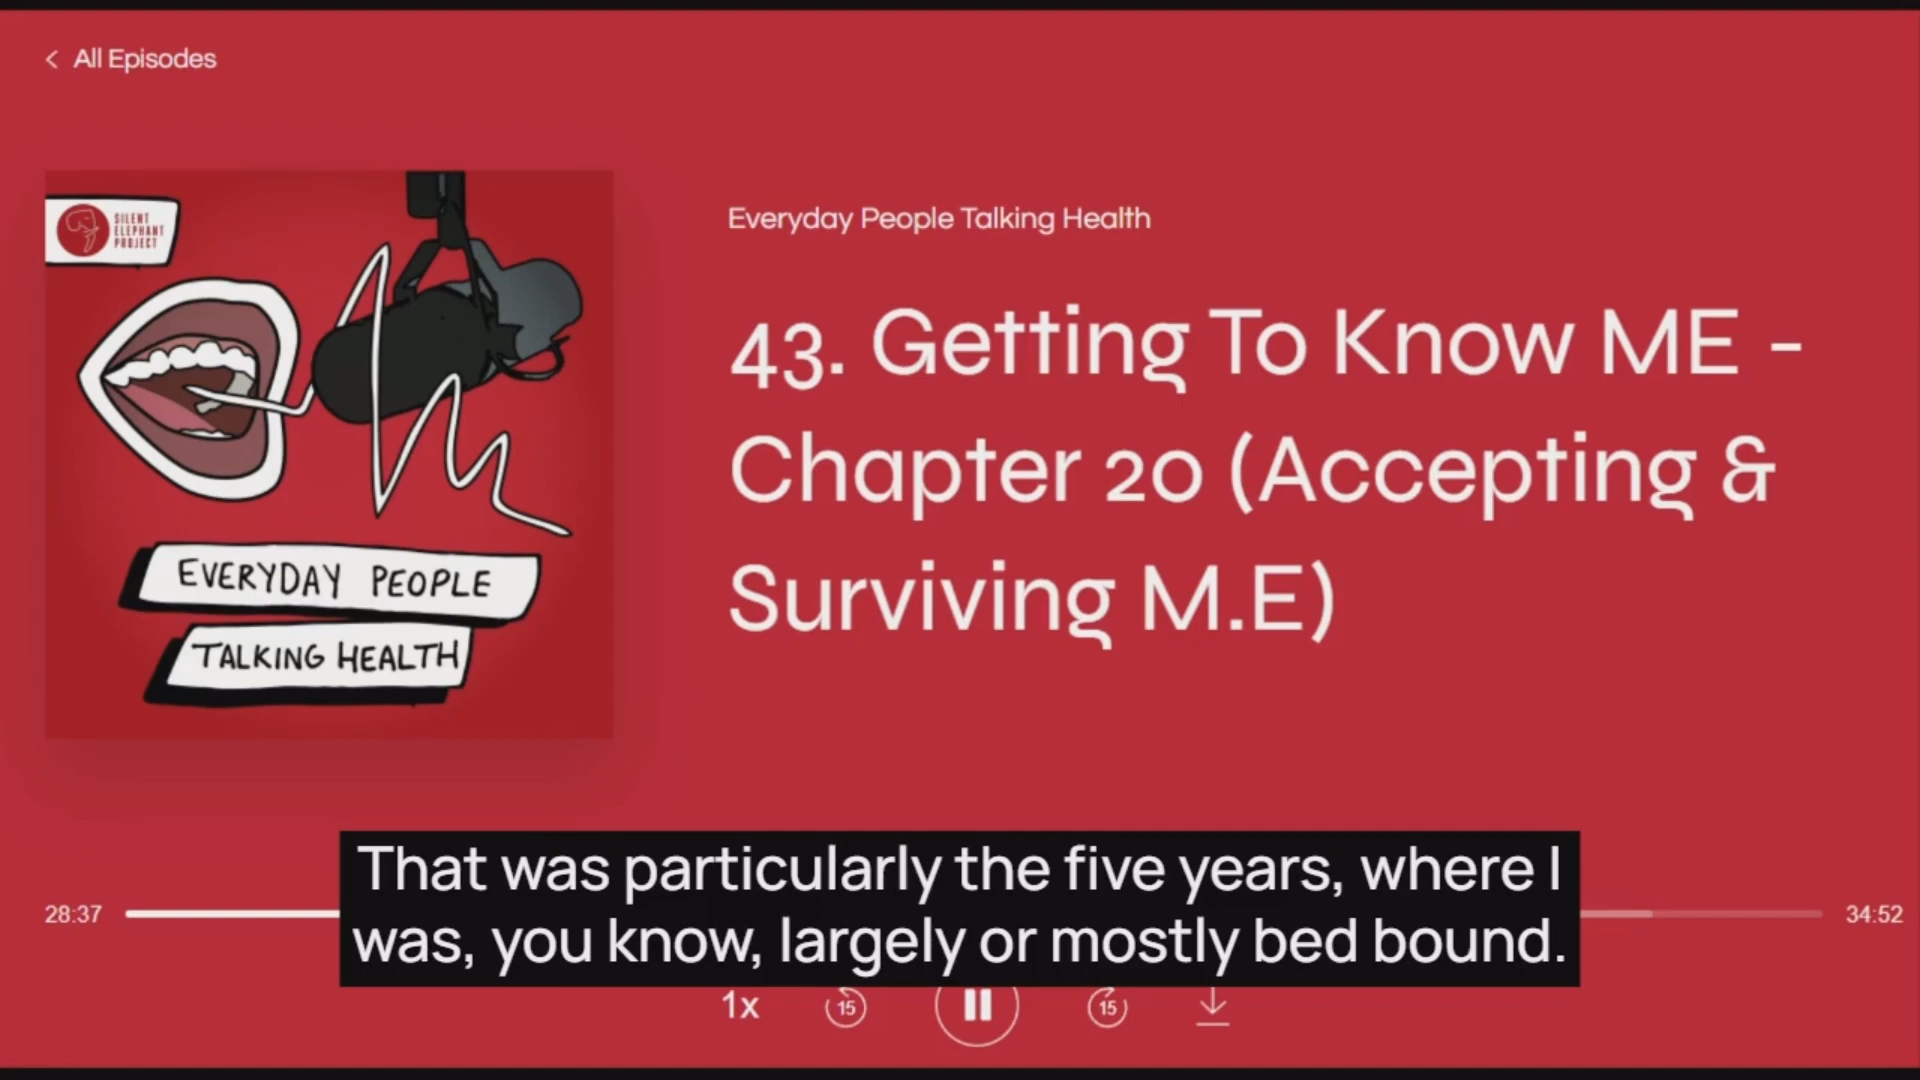 All Episodes
SILENT
ELEPHANT
PROJECT
EVERYDAY PEOPLE
TALKING HEALTH
Everyday People Talking Health
43. Getting To Know ME -
Chapter 20 (Accepting &
Surviving M.E)
28:37
34:52
That was particularly the five years, where I
was, you know, largely or mostly bed bound.
1x
15
15